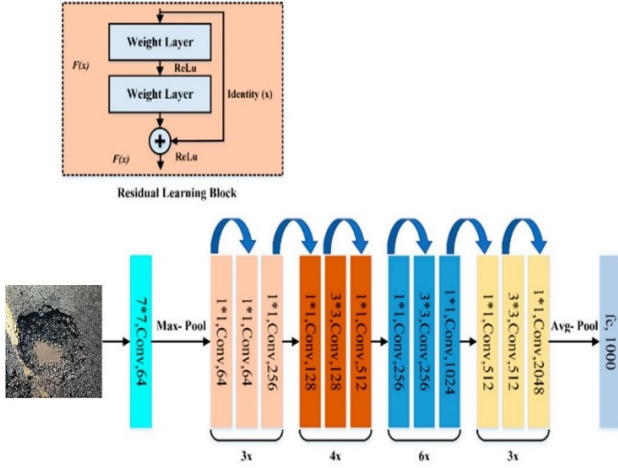 Weight Layer
F(x)
ReLu
Weight Layer
Identity (x)
+
F(x)
ReLu
Residual Learning Block
7*7,Conv,64
Max- Pool
1*1,Conv,64
1*1,Conv,64
1*1,Conv,256
1*1,Conv,128
3*3,Conv,128
1*1,Conv,512
1*1,Conv,256
3*3,Conv,256
1*1,Conv,1024
1*1,Conv,512
3*3,Conv,512
1*1,Conv,2048
Avg- Pool
fc, 1000
3x
4x
6x
3x